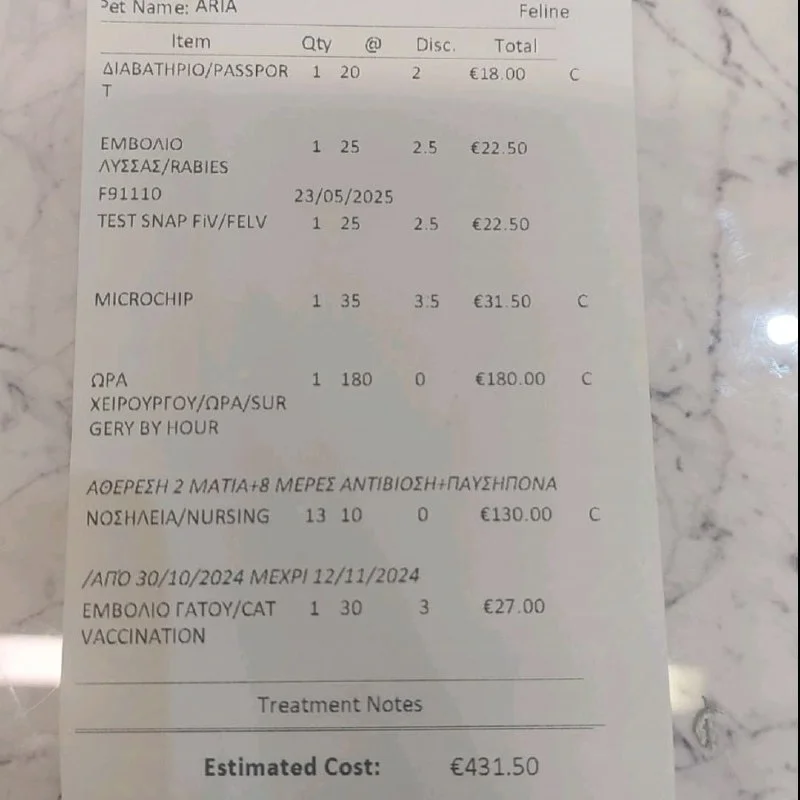 Pet Name: ARIA Feline
Item Qty @ Disc. Total
ΔΙΑΒΑΤΗΡΙΟ/PASSPOR 1 20 2 €18.00 C
T
ΕΜΒΟΛΙΟ 1 25 2.5 €22.50
ΛΥΣΣΑΣ/RABIES
F91110 23/05/2025
TEST SNAP FiV/FELV 1 25 2.5 €22.50
MICROCHIP 1 35 3.5 €31.50 C
ΩΡΑ 1 180 0 €180.00 C
ΧΕΙΡΟΥΡΓΟΥ/ΩΡΑ/SUR
GERY BY HOUR
ΑΘΕΡΕΣΗ 2 ΜΑΤΙΑ+8 ΜΕΡΕΣ ΑΝΤΙΒΙΟΣΗ+ΠΑΥΣΗΠΟΝΑ
ΝΟΣΗΛΕΙΑ/NURSING 13 10 0 €130.00 C
/ΑΠΌ 30/10/2024 ΜΕΧΡΙ 12/11/2024
ΕΜΒΟΛΙΟ ΓΑΤΟΥ/CAT 1 30 3 €27.00
VACCINATION
Treatment Notes
Estimated Cost: €431.50